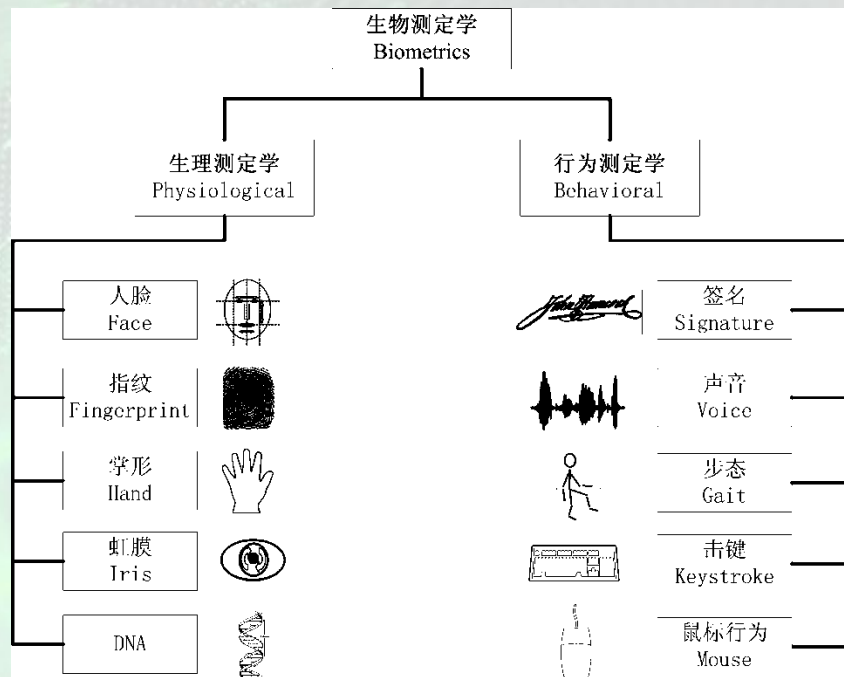 生物测定学
Biometrics
生理测定学
Physiological
行为测定学
Behavioral
人脸
Face
指纹
Fingerprint
掌形
Hand
虹膜
Iris
DNA
签名
Signature
声音
Voice
步态
Gait
击键
Keystroke
鼠标行为
Mouse